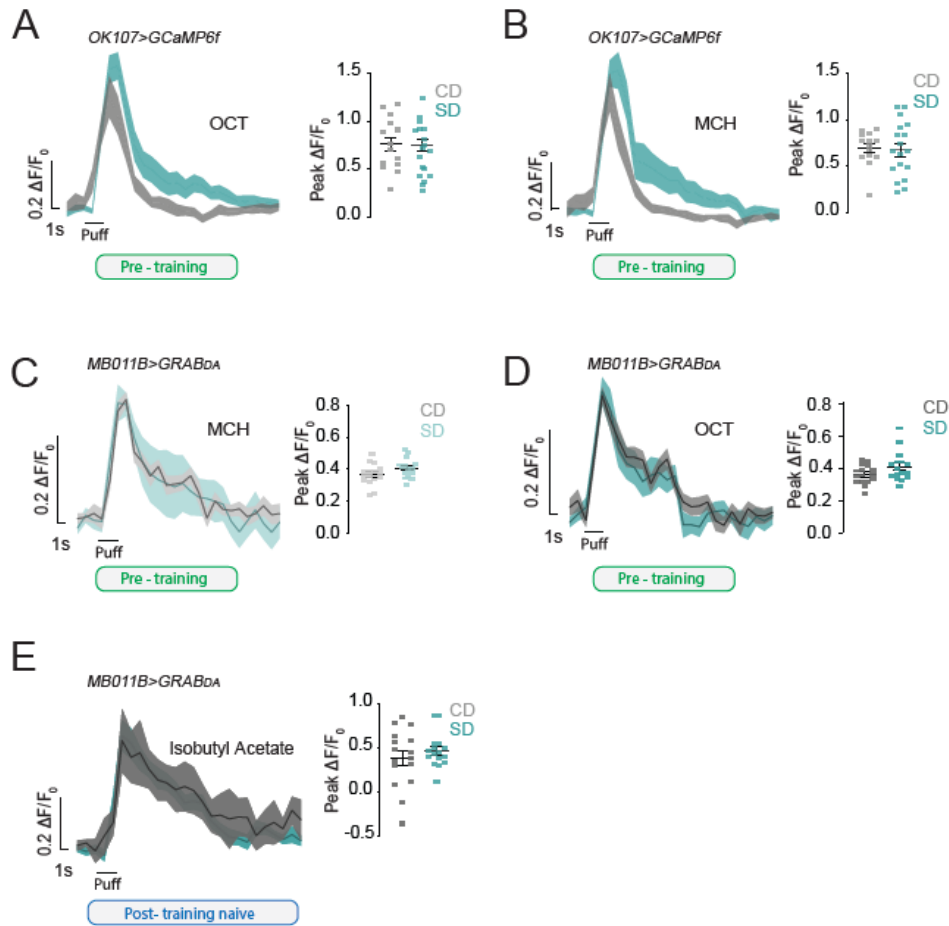 A
OK107>GCaMP6f
OCT
0.2 ΔF/F0
1s
Puff
Pre - training
Peak ΔF/F0
1.5
1.0
0.5
0.0
CD
SD
B
OK107>GCaMP6f
MCH
0.2 ΔF/F0
1s
Puff
Pre - training
Peak ΔF/F0
1.5
1.0
0.5
0.0
CD
SD
C
MB011B>GRABDA
MCH
0.2 ΔF/F0
1s
Puff
Pre - training
Peak ΔF/F0
0.8
0.6
0.4
0.2
0.0
CD
SD
D
MB011B>GRABDA
OCT
0.2 ΔF/F0
1s
Puff
Pre - training
Peak ΔF/F0
0.8
0.6
0.4
0.2
0.0
CD
SD
E
MB011B>GRABDA
Isobutyl Acetate
0.2 ΔF/F0
1s
Puff
Post- training naive
Peak ΔF/F0
1.0
0.5
0.0
-0.5
CD
SD